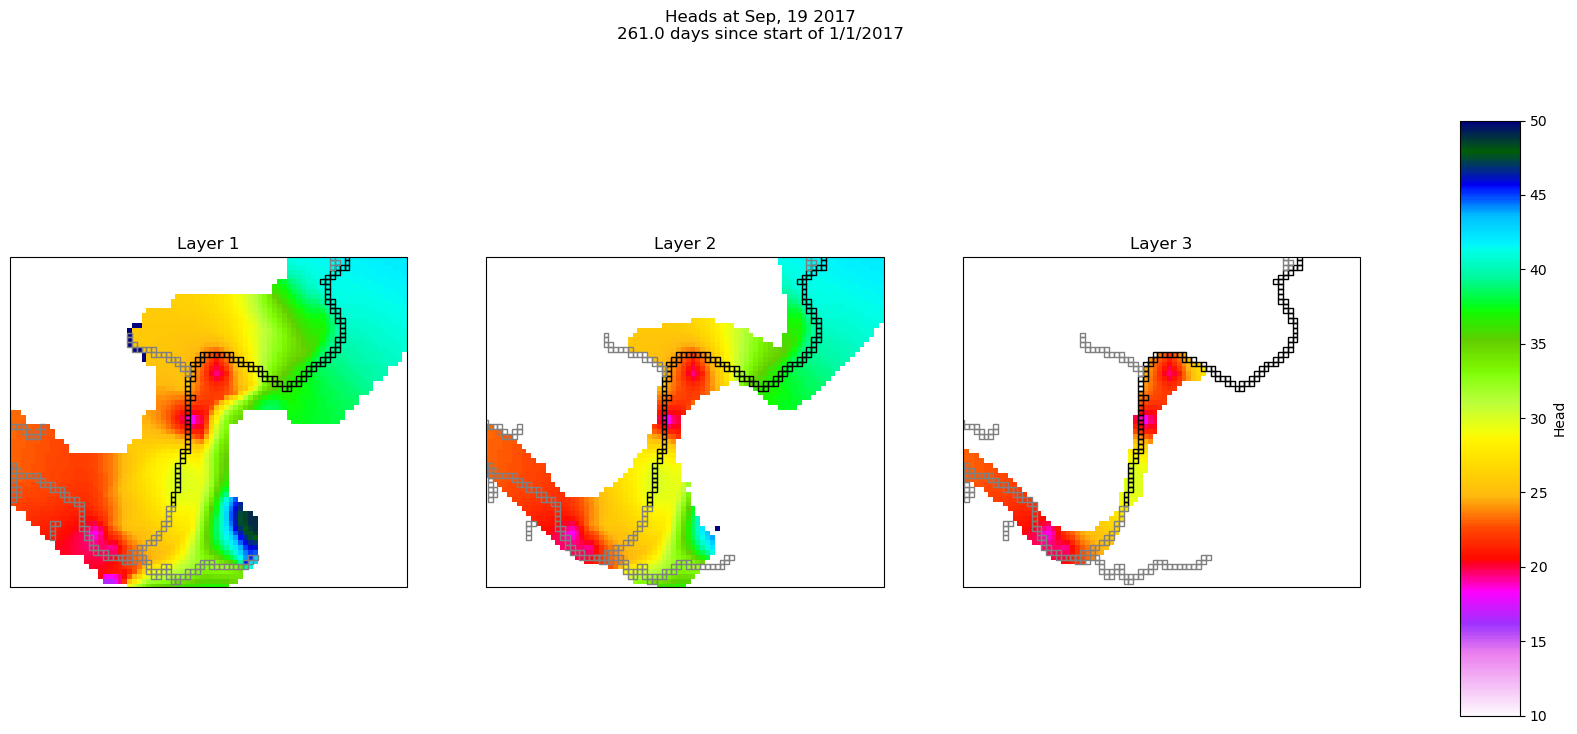 Heads at Sep, 19 2017
261.0 days since start of 1/1/2017
Layer 1
Layer 2
Layer 3
50
45
40
35
30
25
20
15
10
Head